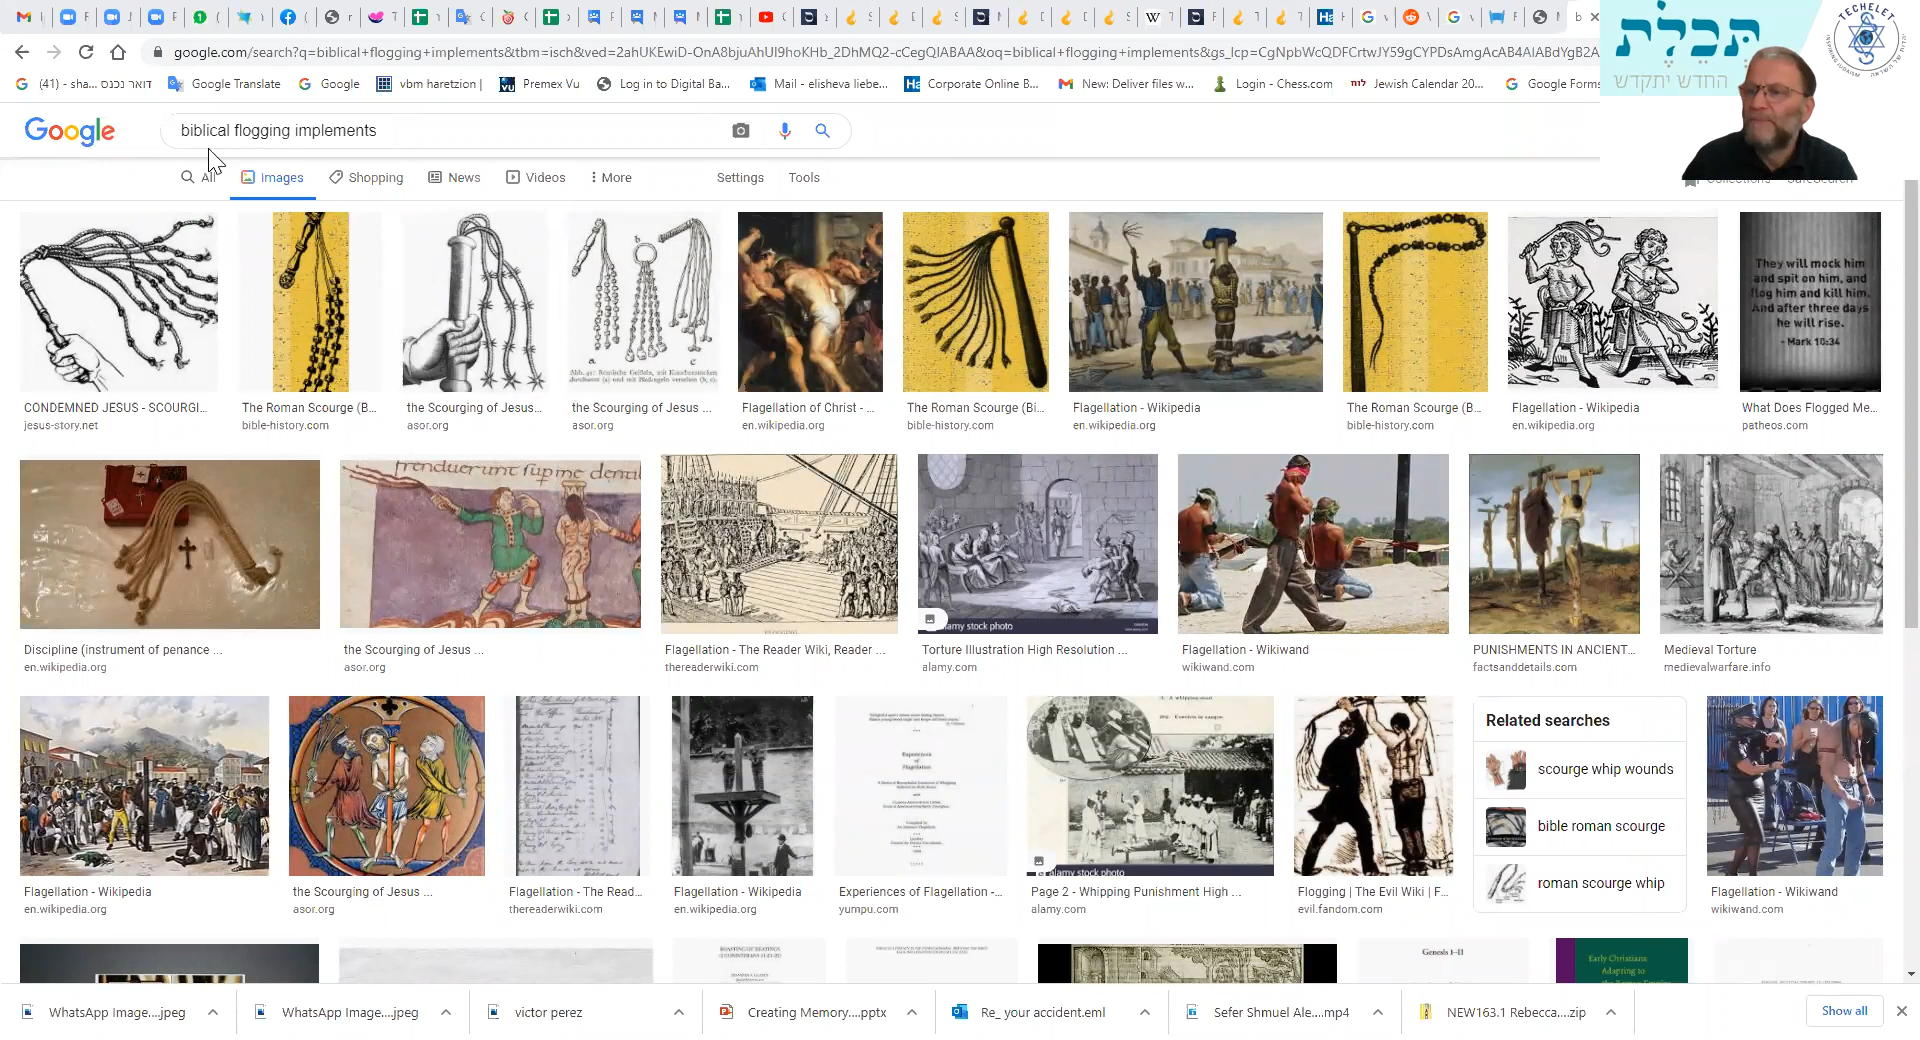 google.com/search?q=biblical+flogging+implements&tbm=isch&ved=2ahUKEwiD-OnA8bjuAhUI9hoKHb_2DhMQ2-cCegQIABAA&oq=biblical+flogging+implements&gs_lcp=CgNpbWcQDFCrtwJY59gCYPDsAmgAcAB4AIABdYgB2A
(41) - sha... דואר נכנס
Google Translate
Google
vbm haretzion |
Premex Vu
Log in to Digital Ba...
Mail - elisheva liebe...
Corporate Online B...
New: Deliver files w...
Login - Chess.com
Jewish Calendar 20...
Google Forms
תְּכֵלֶת
החדש יתקדש
TECHELET
Google
biblical flogging implements
All
Images
Shopping
News
Videos
More
Settings
Tools
Collections
SafeSearch
They will mock him
and spit on him, and
flog him and kill him.
And after three days
he will rise.
- Mark 10:34
CONDEMNED JESUS - SCOURGI...
jesus-story.net
The Roman Scourge (B...
bible-history.com
the Scourging of Jesus...
asor.org
the Scourging of Jesus ...
asor.org
Flagellation of Christ - ...
en.wikipedia.org
The Roman Scourge (Bi...
bible-history.com
Flagellation - Wikipedia
en.wikipedia.org
The Roman Scourge (B...
bible-history.com
Flagellation - Wikipedia
en.wikipedia.org
What Does Flogged Me...
patheos.com
alamy stock photo
Discipline (instrument of penance ...
en.wikipedia.org
the Scourging of Jesus ...
asor.org
Flagellation - The Reader Wiki, Reader ...
thereaderwiki.com
Torture Illustration High Resolution ...
alamy.com
Flagellation - Wikiwand
wikiwand.com
PUNISHMENTS IN ANCIENT...
factsanddetails.com
Medieval Torture
medievalwarfare.info
Experiences
of
Flagellation
alamy stock photo
Related searches
scourge whip wounds
bible roman scourge
roman scourge whip
Flagellation - Wikipedia
en.wikipedia.org
the Scourging of Jesus ...
asor.org
Flagellation - The Read...
thereaderwiki.com
Flagellation - Wikipedia
en.wikipedia.org
Experiences of Flagellation -...
yumpu.com
Page 2 - Whipping Punishment High ...
alamy.com
Flogging | The Evil Wiki | F...
evil.fandom.com
Flagellation - Wikiwand
wikiwand.com
Genesis 1-11
Early Christians
Adapting to
WhatsApp Image....jpeg
WhatsApp Image....jpeg
victor perez
Creating Memory....pptx
Re_ your accident.eml
Sefer Shmuel Ale....mp4
NEW163.1 Rebecca....zip
Show all